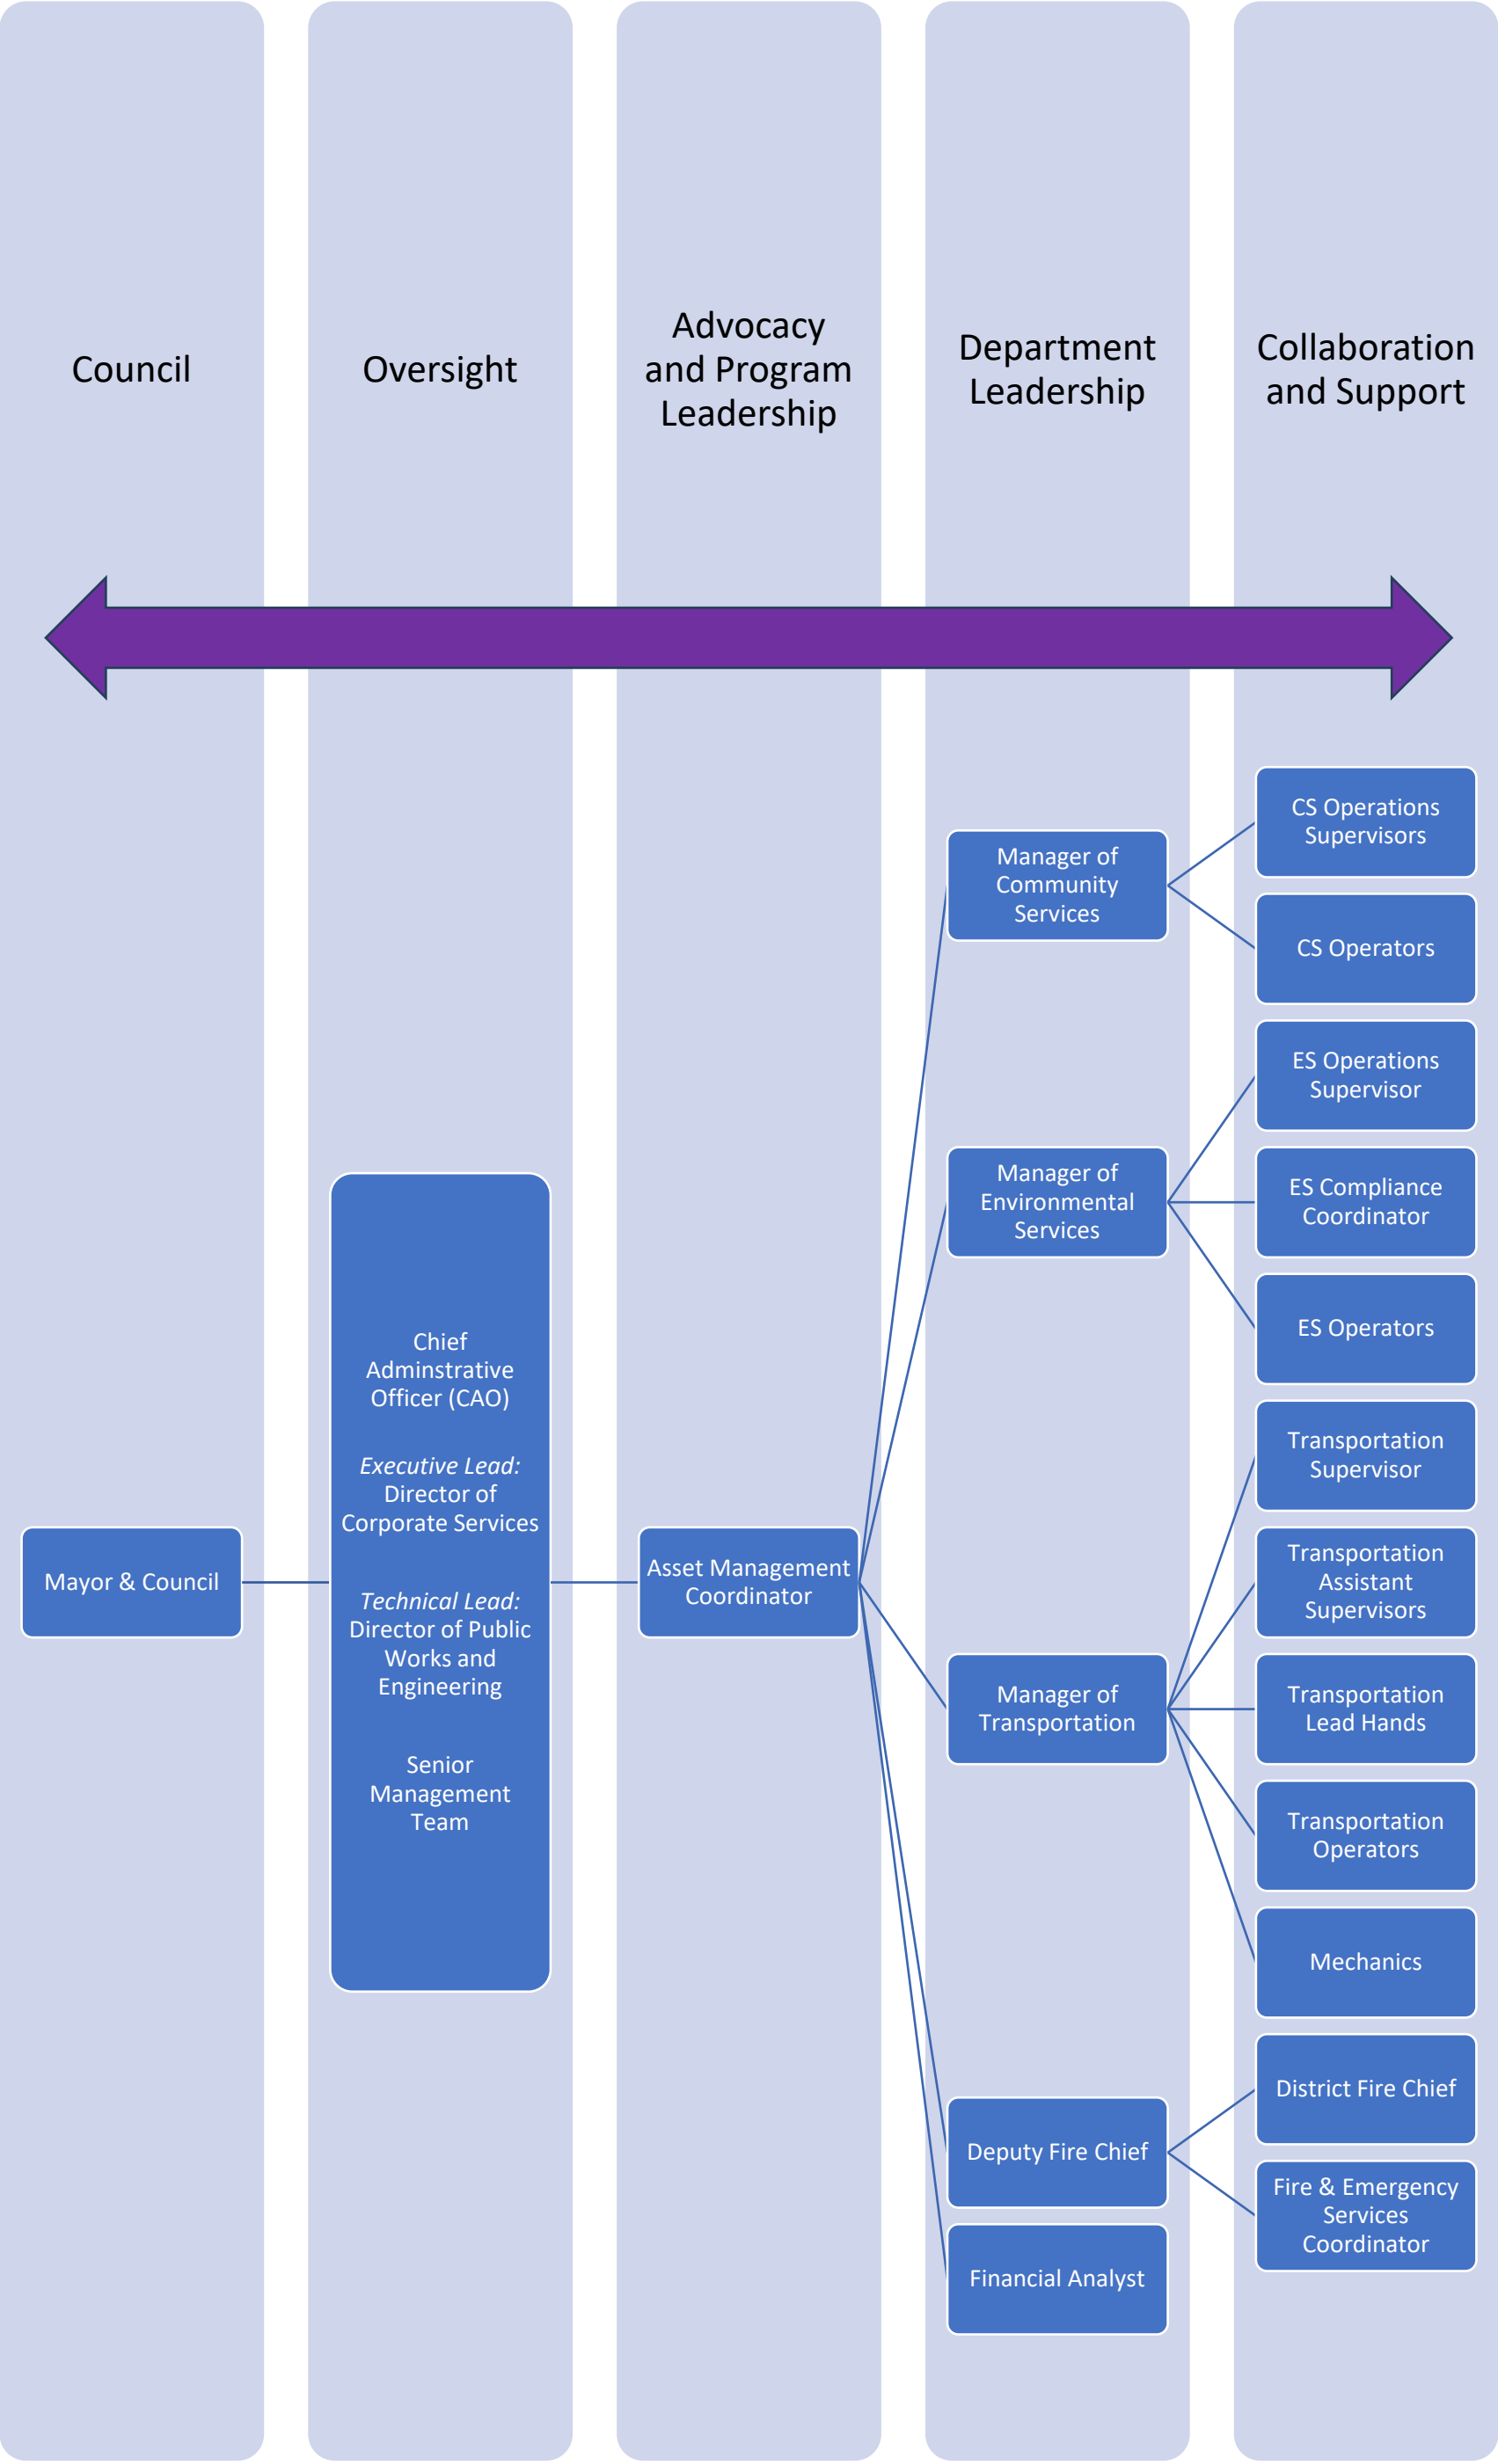 Council
Oversight
Advocacy
and Program
Leadership
Department
Leadership
Collaboration
and Support
Mayor & Council
Chief
Adminstrative
Officer (CAO)
Executive Lead:
Director of
Corporate Services
Technical Lead:
Director of Public
Works and
Engineering
Senior
Management
Team
Asset Management
Coordinator
Manager of
Community
Services
CS Operations
Supervisors
CS Operators
Manager of
Environmental
Services
ES Operations
Supervisor
ES Compliance
Coordinator
ES Operators
Manager of
Transportation
Transportation
Supervisor
Transportation
Assistant
Supervisors
Transportation
Lead Hands
Transportation
Operators
Mechanics
Deputy Fire Chief
District Fire Chief
Fire & Emergency
Services
Coordinator
Financial Analyst